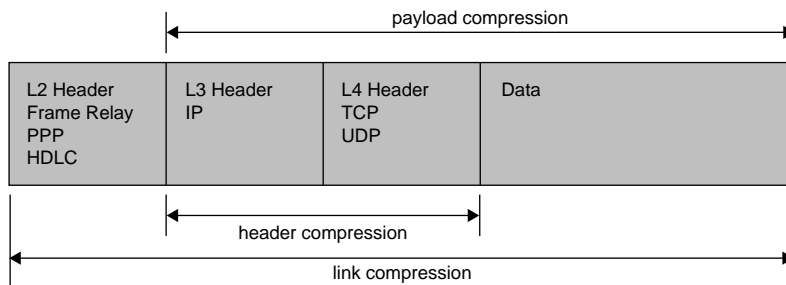 payload compression
L2 Header
Frame Relay
PPP
HDLC
L3 Header
IP
L4 Header
TCP
UDP
Data
header compression
link compression